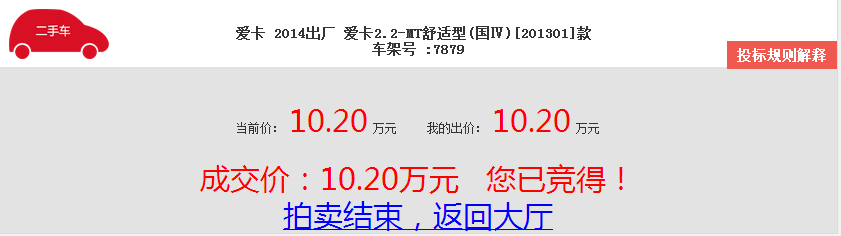 二手车
爱卡 2014出厂 爱卡2.2-MT舒适型(国Ⅳ)[201301]款
车架号 :7879
投标规则解释
当前价： 10.20 万元 我的出价： 10.20 万元
成交价：10.20万元 您已竞得！
拍卖结束，返回大厅